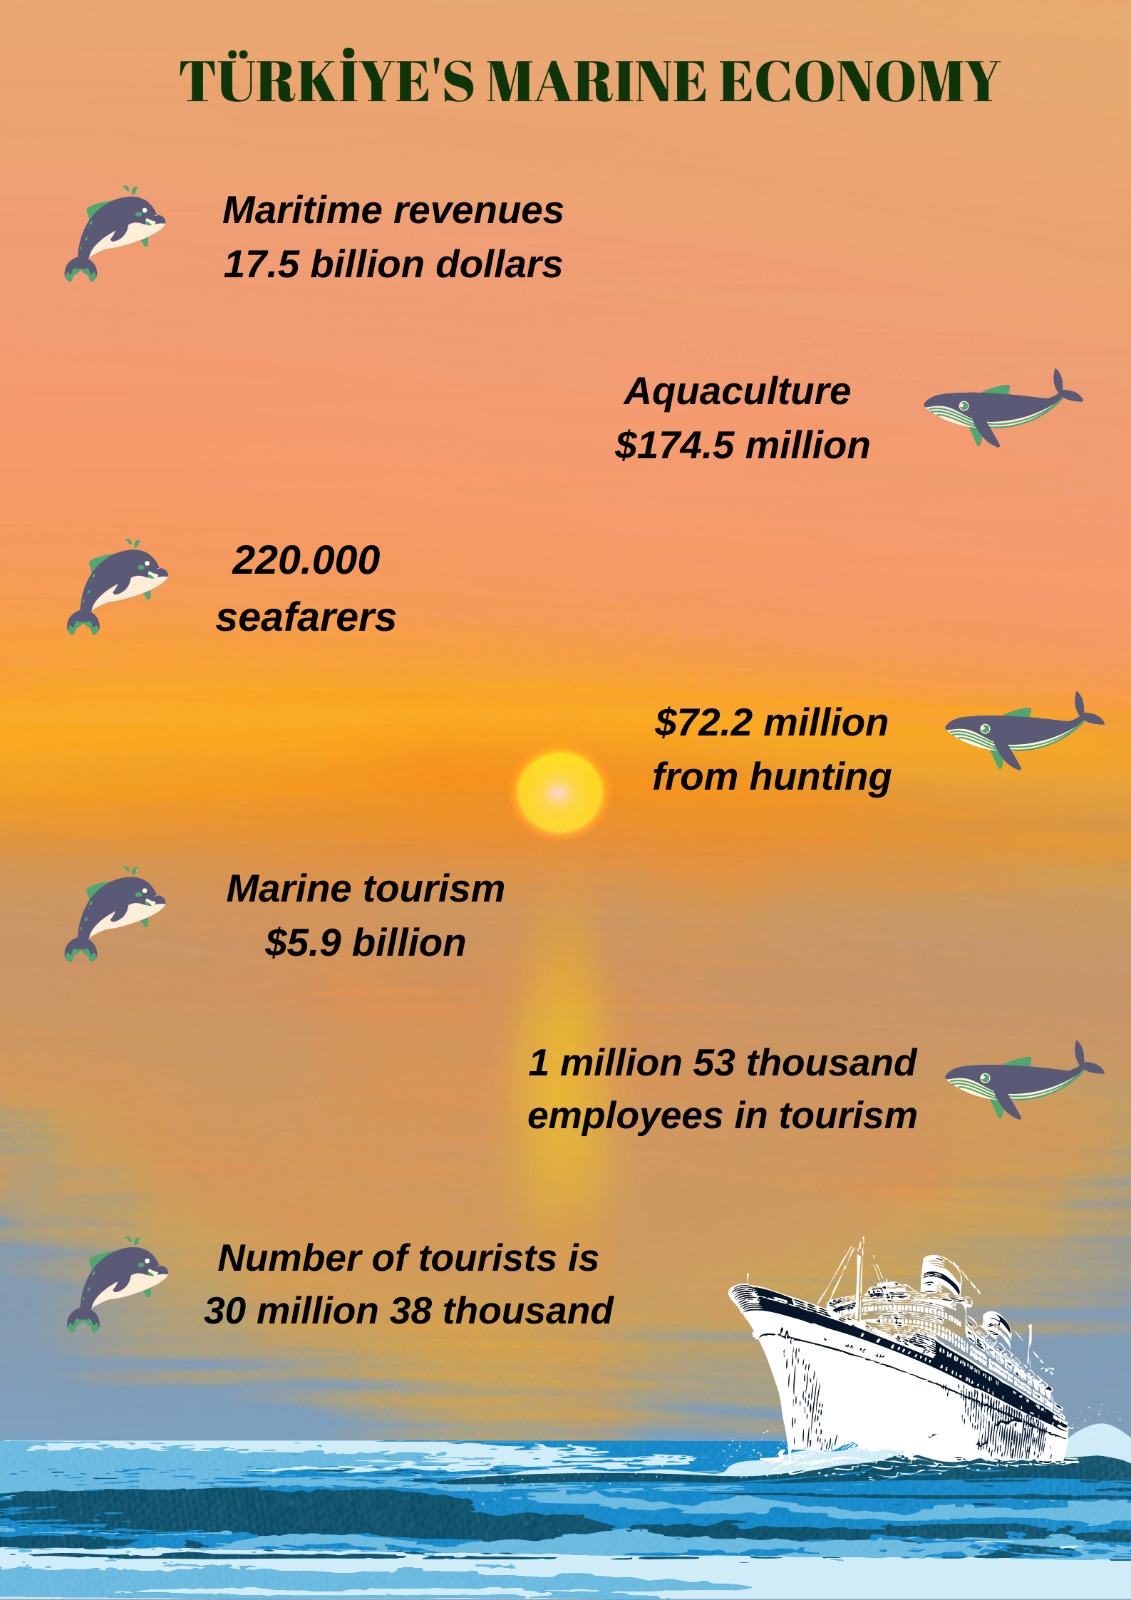 TÜRKİYE'S MARINE ECONOMY
Maritime revenues
17.5 billion dollars
Aquaculture
$174.5 million
220.000
seafarers
$72.2 million
from hunting
Marine tourism
$5.9 billion
1 million 53 thousand
employees in tourism
Number of tourists is
30 million 38 thousand